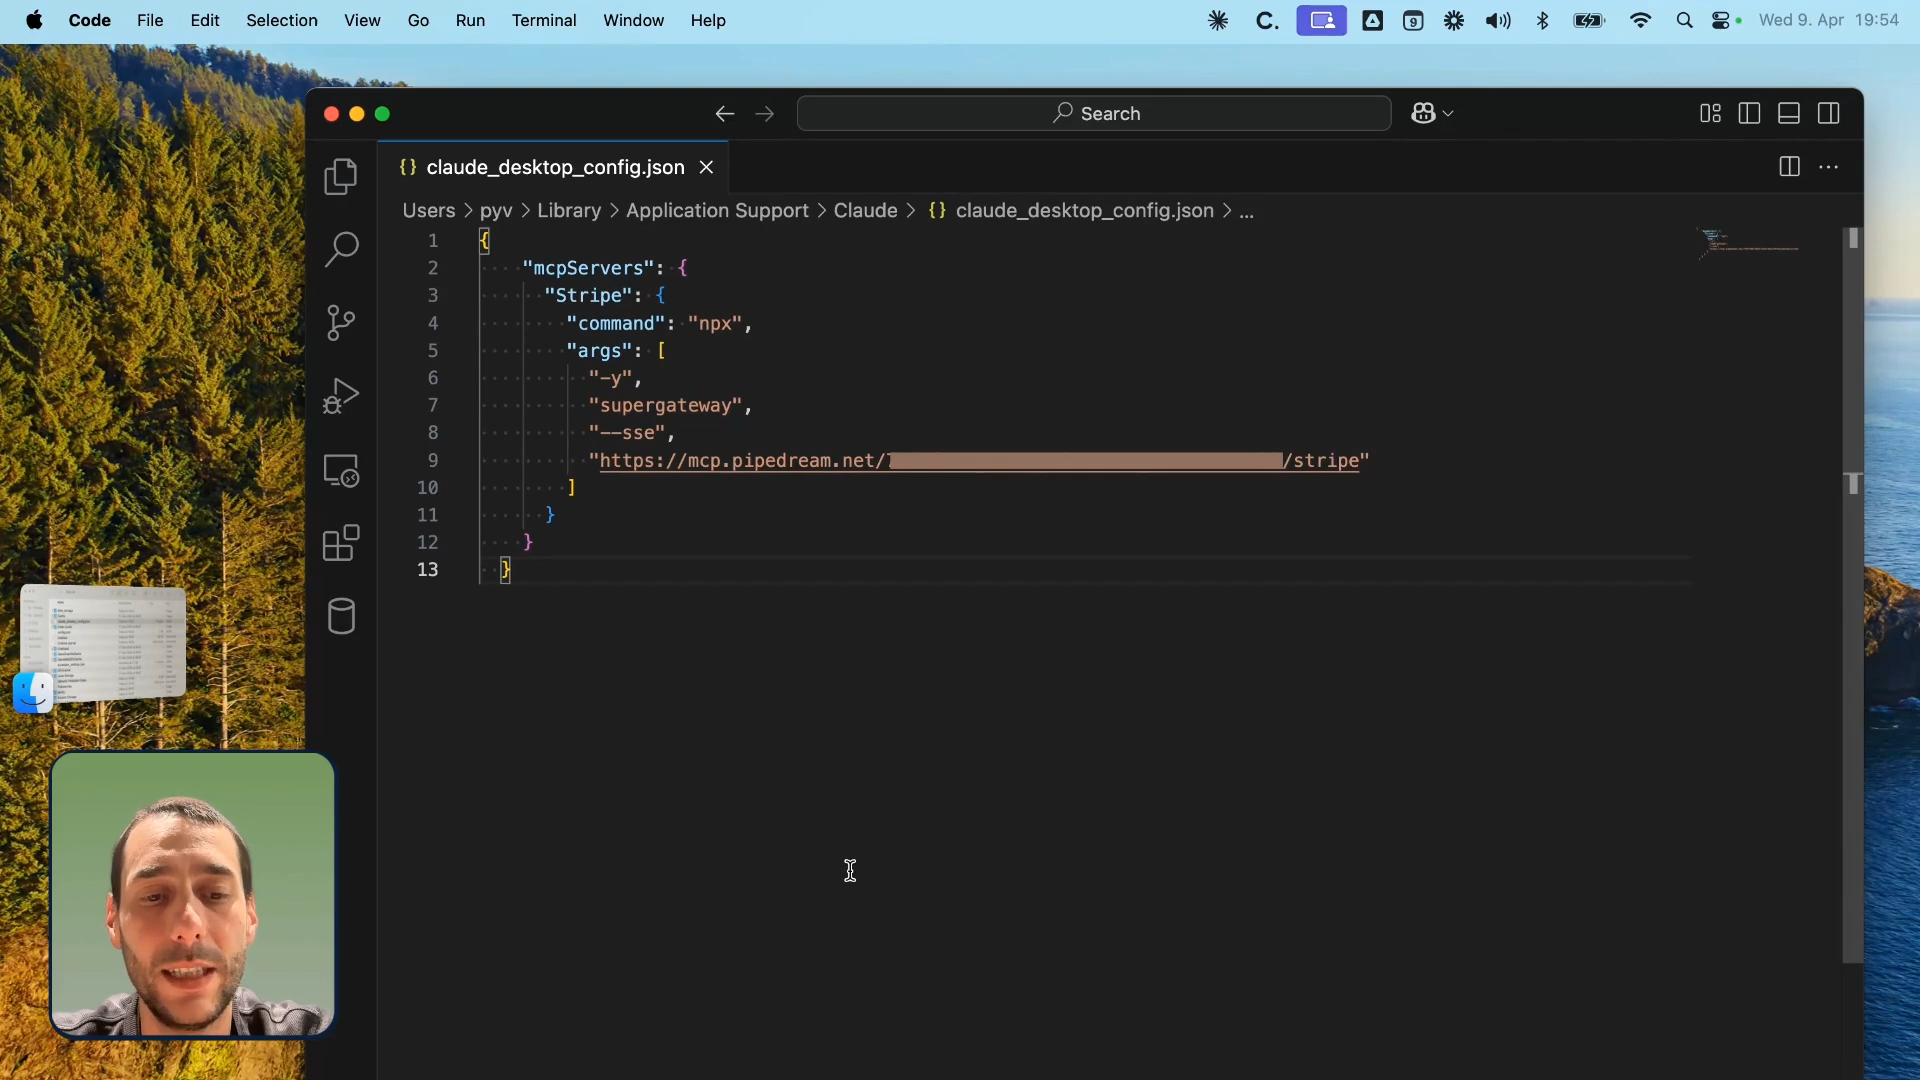 Code File Edit Selection View Go Run Terminal Window Help
C. 9 Wed 9. Apr 19:54
Search
{} claude_desktop_config.json
Users > pyv > Library > Application Support > Claude > {} claude_desktop_config.json > ...
1 {
2 "mcpServers": {
3 "Stripe": {
4 "command": "npx",
5 "args": [
6 "-y",
7 "supergateway",
8 "--sse",
9 "https://mcp.pipedream.net/ /stripe"
10 ]
11 }
12 }
13 }